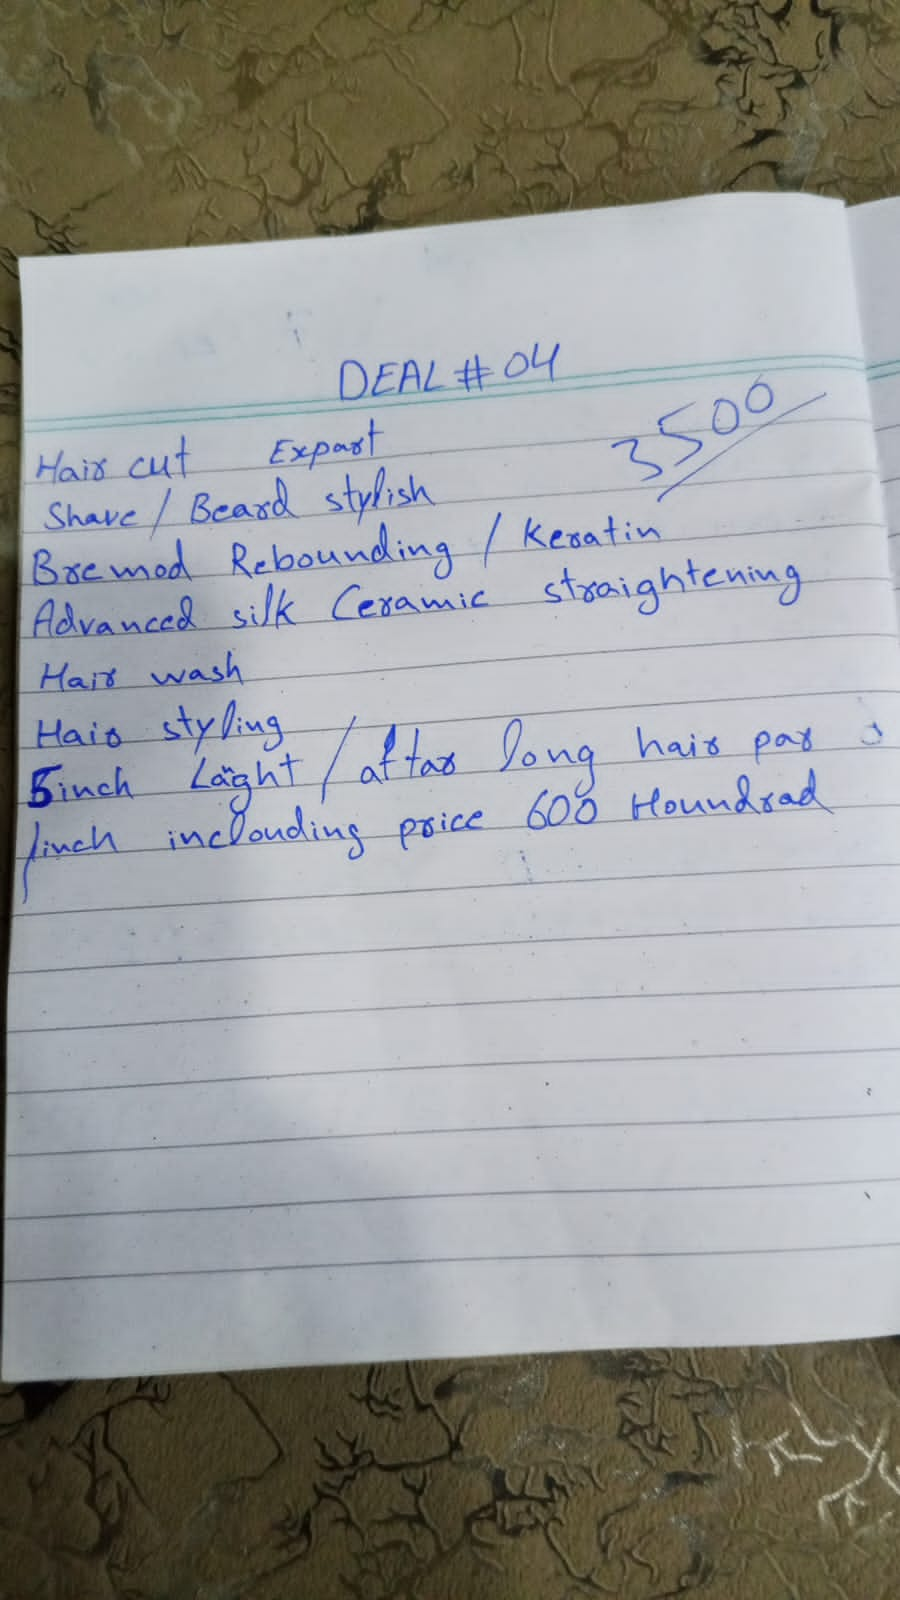 DEAL # 04
3500
Hair cut Expart
Shave / Beard stylish
Bremod Rebounding / Keratin
Advanced silk Ceramic straightening
Hair wash
Hair styling
5inch Laght / aftar long hair par
1inch inclouding price 600 Houndrad